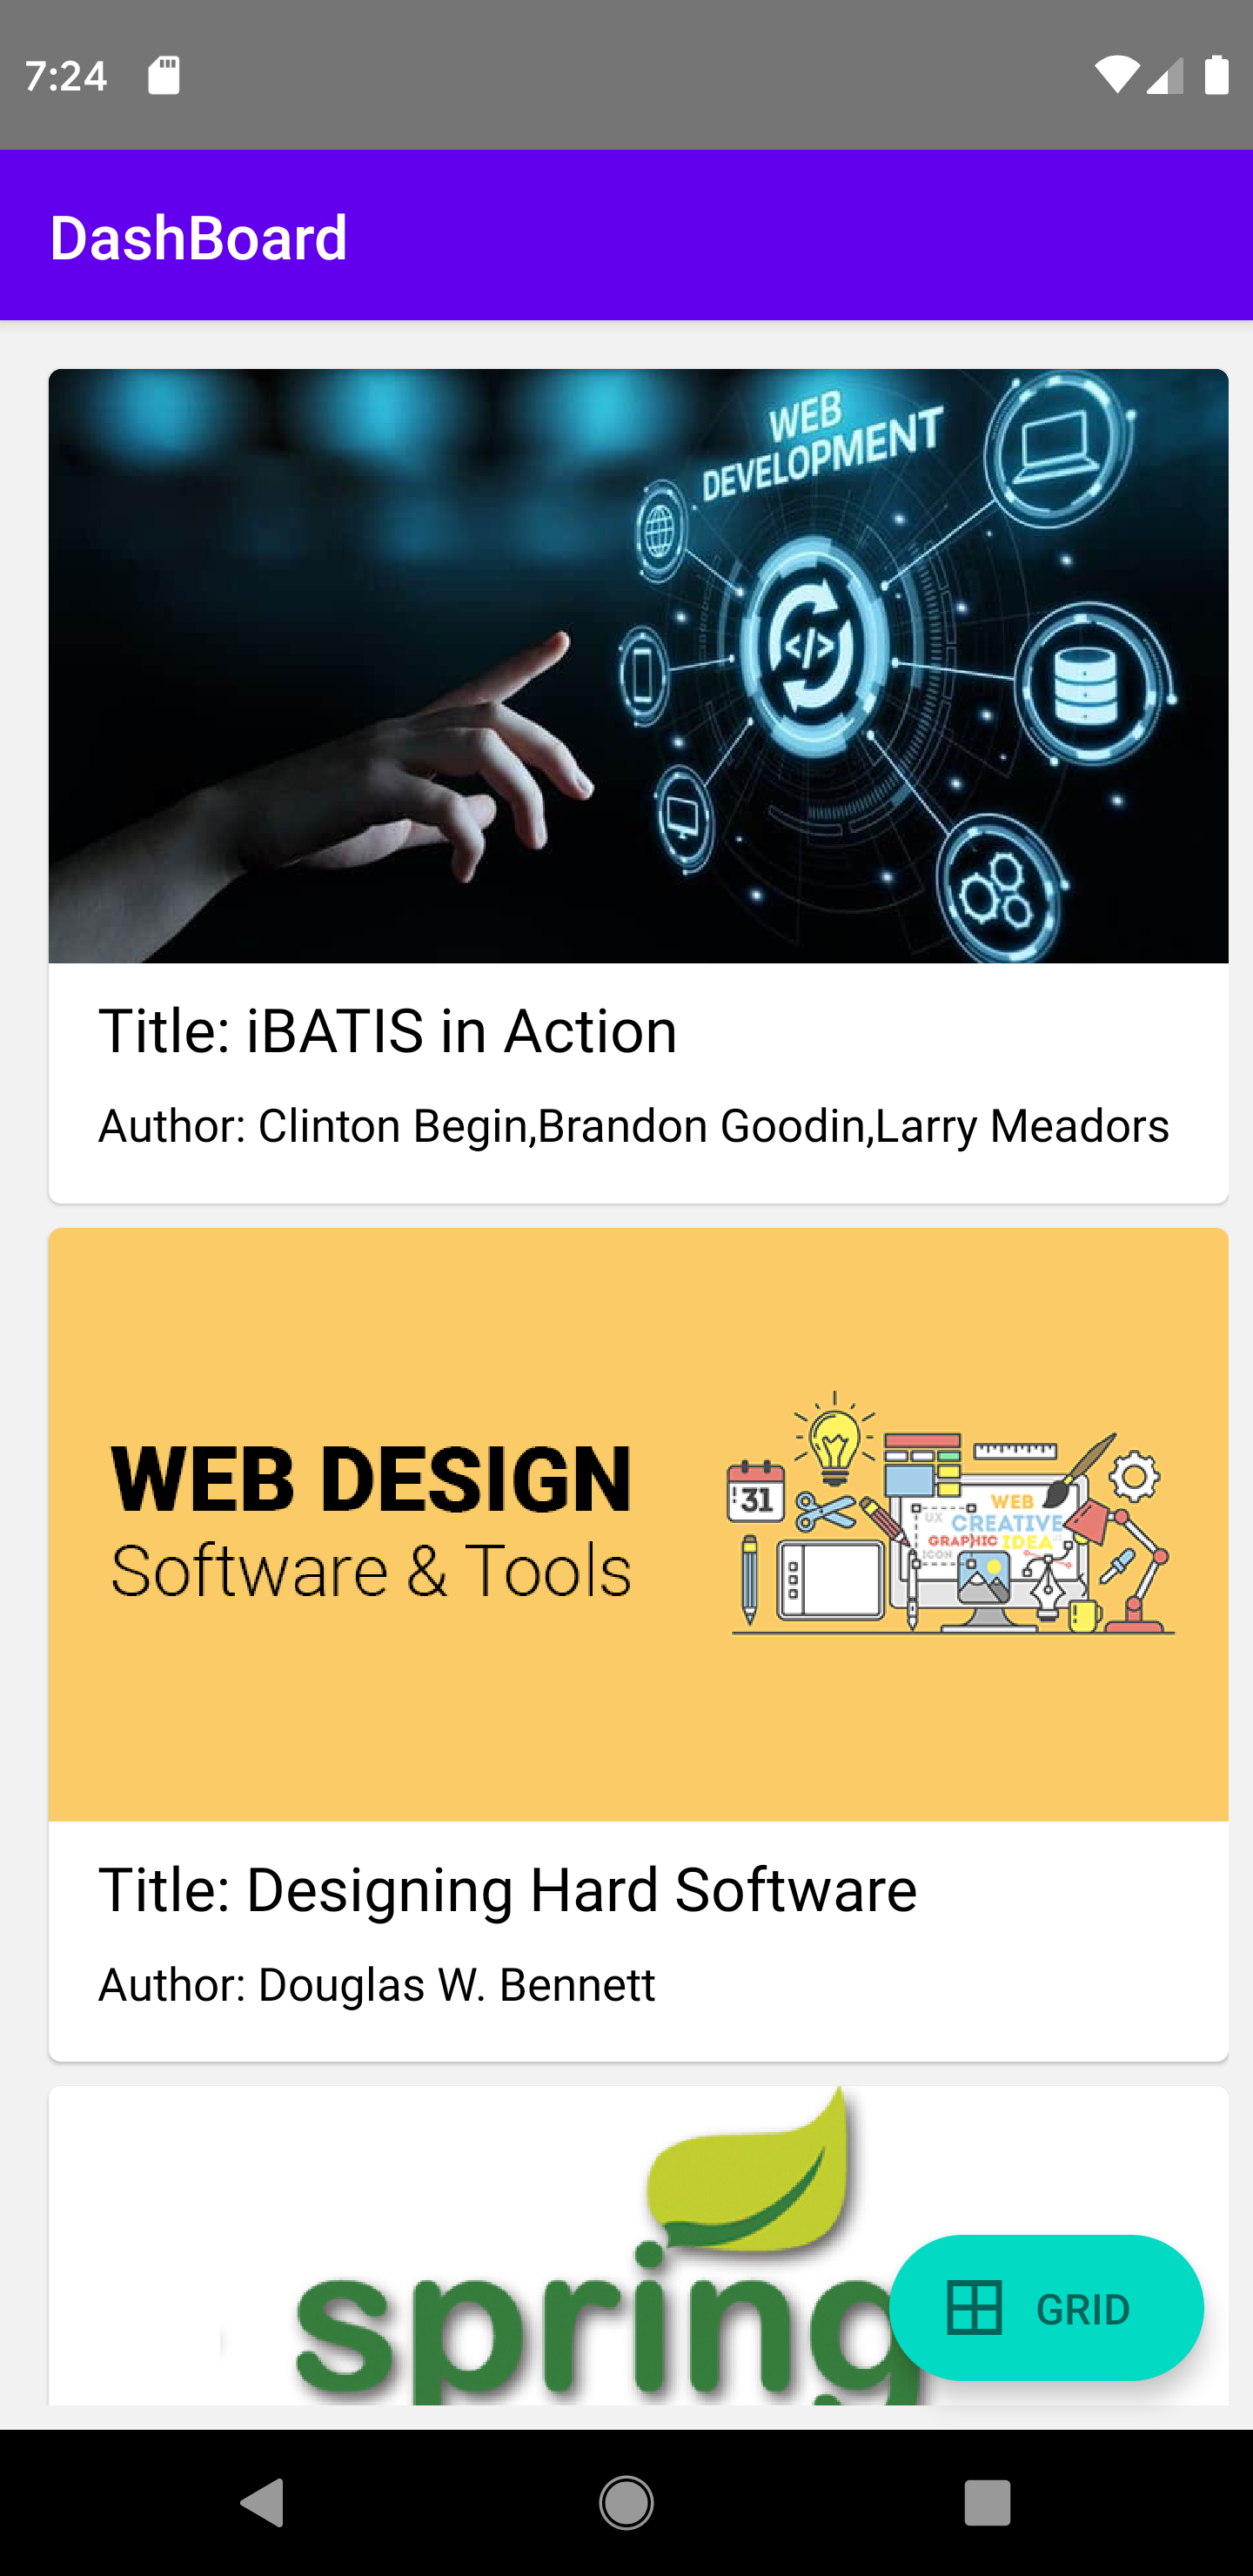 7:24
DashBoard
WEB
DEVELOPMENT
</>
Title: iBATIS in Action
Author: Clinton Begin,Brandon Goodin,Larry Meadors
WEB DESIGN
Software & Tools
31
WEB
UX
CREATIVE
GRAPHIC IDEA
ICON
Title: Designing Hard Software
Author: Douglas W. Bennett
spring
GRID